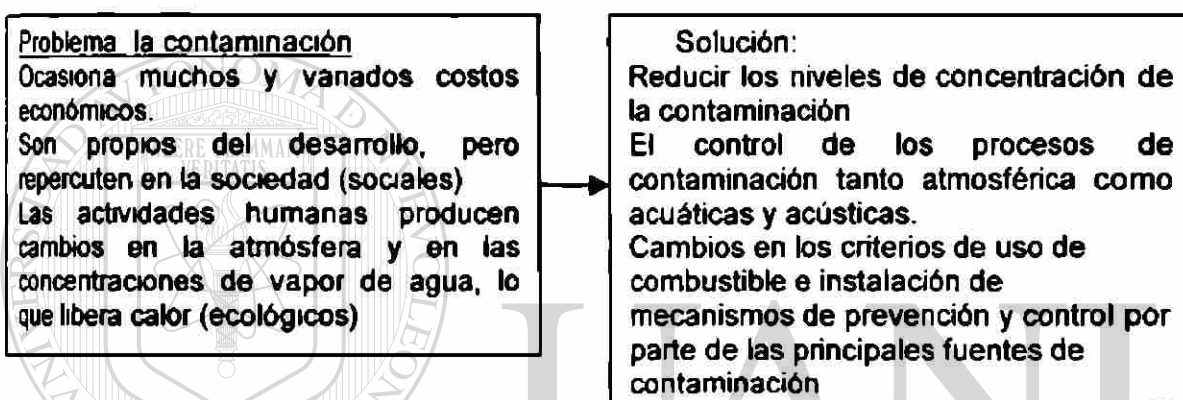 Problema la contaminación
Ocasiona muchos y vanados costos
económicos.
Son propios del desarrollo, pero
repercuten en la sociedad (sociales)
Las actividades humanas producen
cambios en la atmósfera y en las
concentraciones de vapor de agua, lo
que libera calor (ecológicos)
Solución:
Reducir los niveles de concentración de
la contaminación
El control de los procesos de
contaminación tanto atmosférica como
acuáticas y acústicas.
Cambios en los criterios de uso de
combustible e instalación de
mecanismos de prevención y control por
parte de las principales fuentes de
contaminación